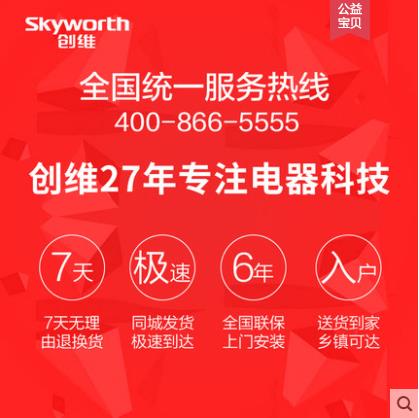 Skyworth
创维
公益
宝贝
全国统一服务热线
400-866-5555
创维27年专注电器科技
7天 极速 6年 入户
7天无理 同城发货 全国联保 送货到家
由退换货 极速到达 上门安装 乡镇可达